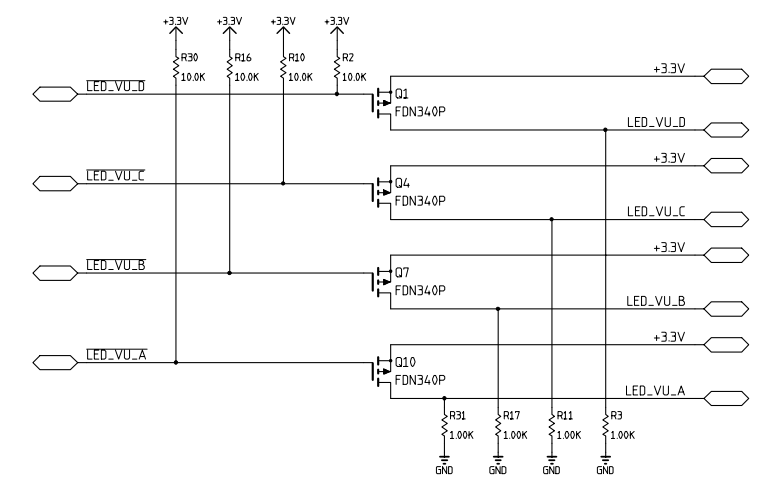 +3.3V +3.3V +3.3V +3.3V
R30 R16 R10 R2
10.0K 10.0K 10.0K 10.0K
+3.3V
LED_VU_D
Q1
FDN340P
LED_VU_D
+3.3V
LED_VU_C
Q4
FDN340P
LED_VU_C
+3.3V
LED_VU_B
Q7
FDN340P
LED_VU_B
+3.3V
LED_VU_A
Q10
FDN340P
LED_VU_A
R31 R17 R11 R3
1.00K 1.00K 1.00K 1.00K
GND GND GND GND